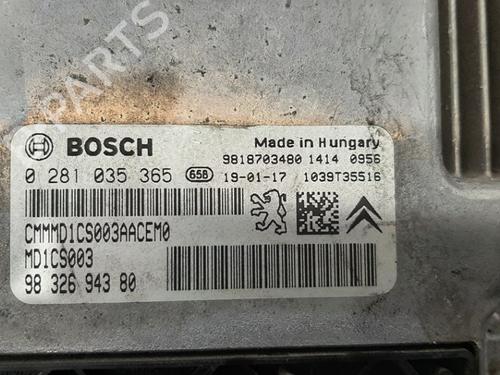 BOSCH
Made in Hungary
9818703480 1414 0956
0 281 035 365 658 19-01-17 1039T35516
CMMMD1CS003AACEM0
MD1CS003
98 326 943 80
PARTS